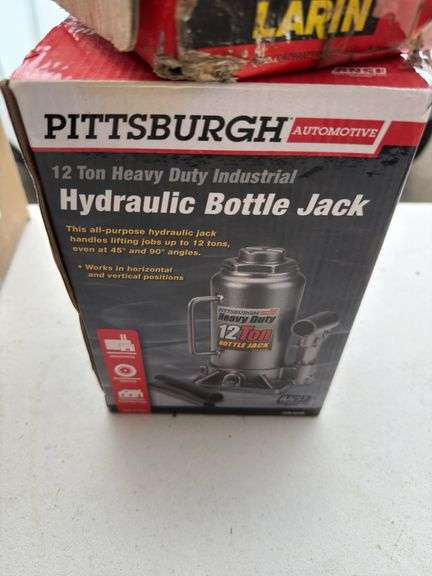 LARIN
PITTSBURGH AUTOMOTIVE
12 Ton Heavy Duty Industrial
Hydraulic Bottle Jack
This all-purpose hydraulic jack
handles lifting jobs up to 12 tons,
even at 45° and 90° angles.
• Works in horizontal
and vertical positions
PITTSBURGH
Heavy Duty
12 Ton
BOTTLE JACK